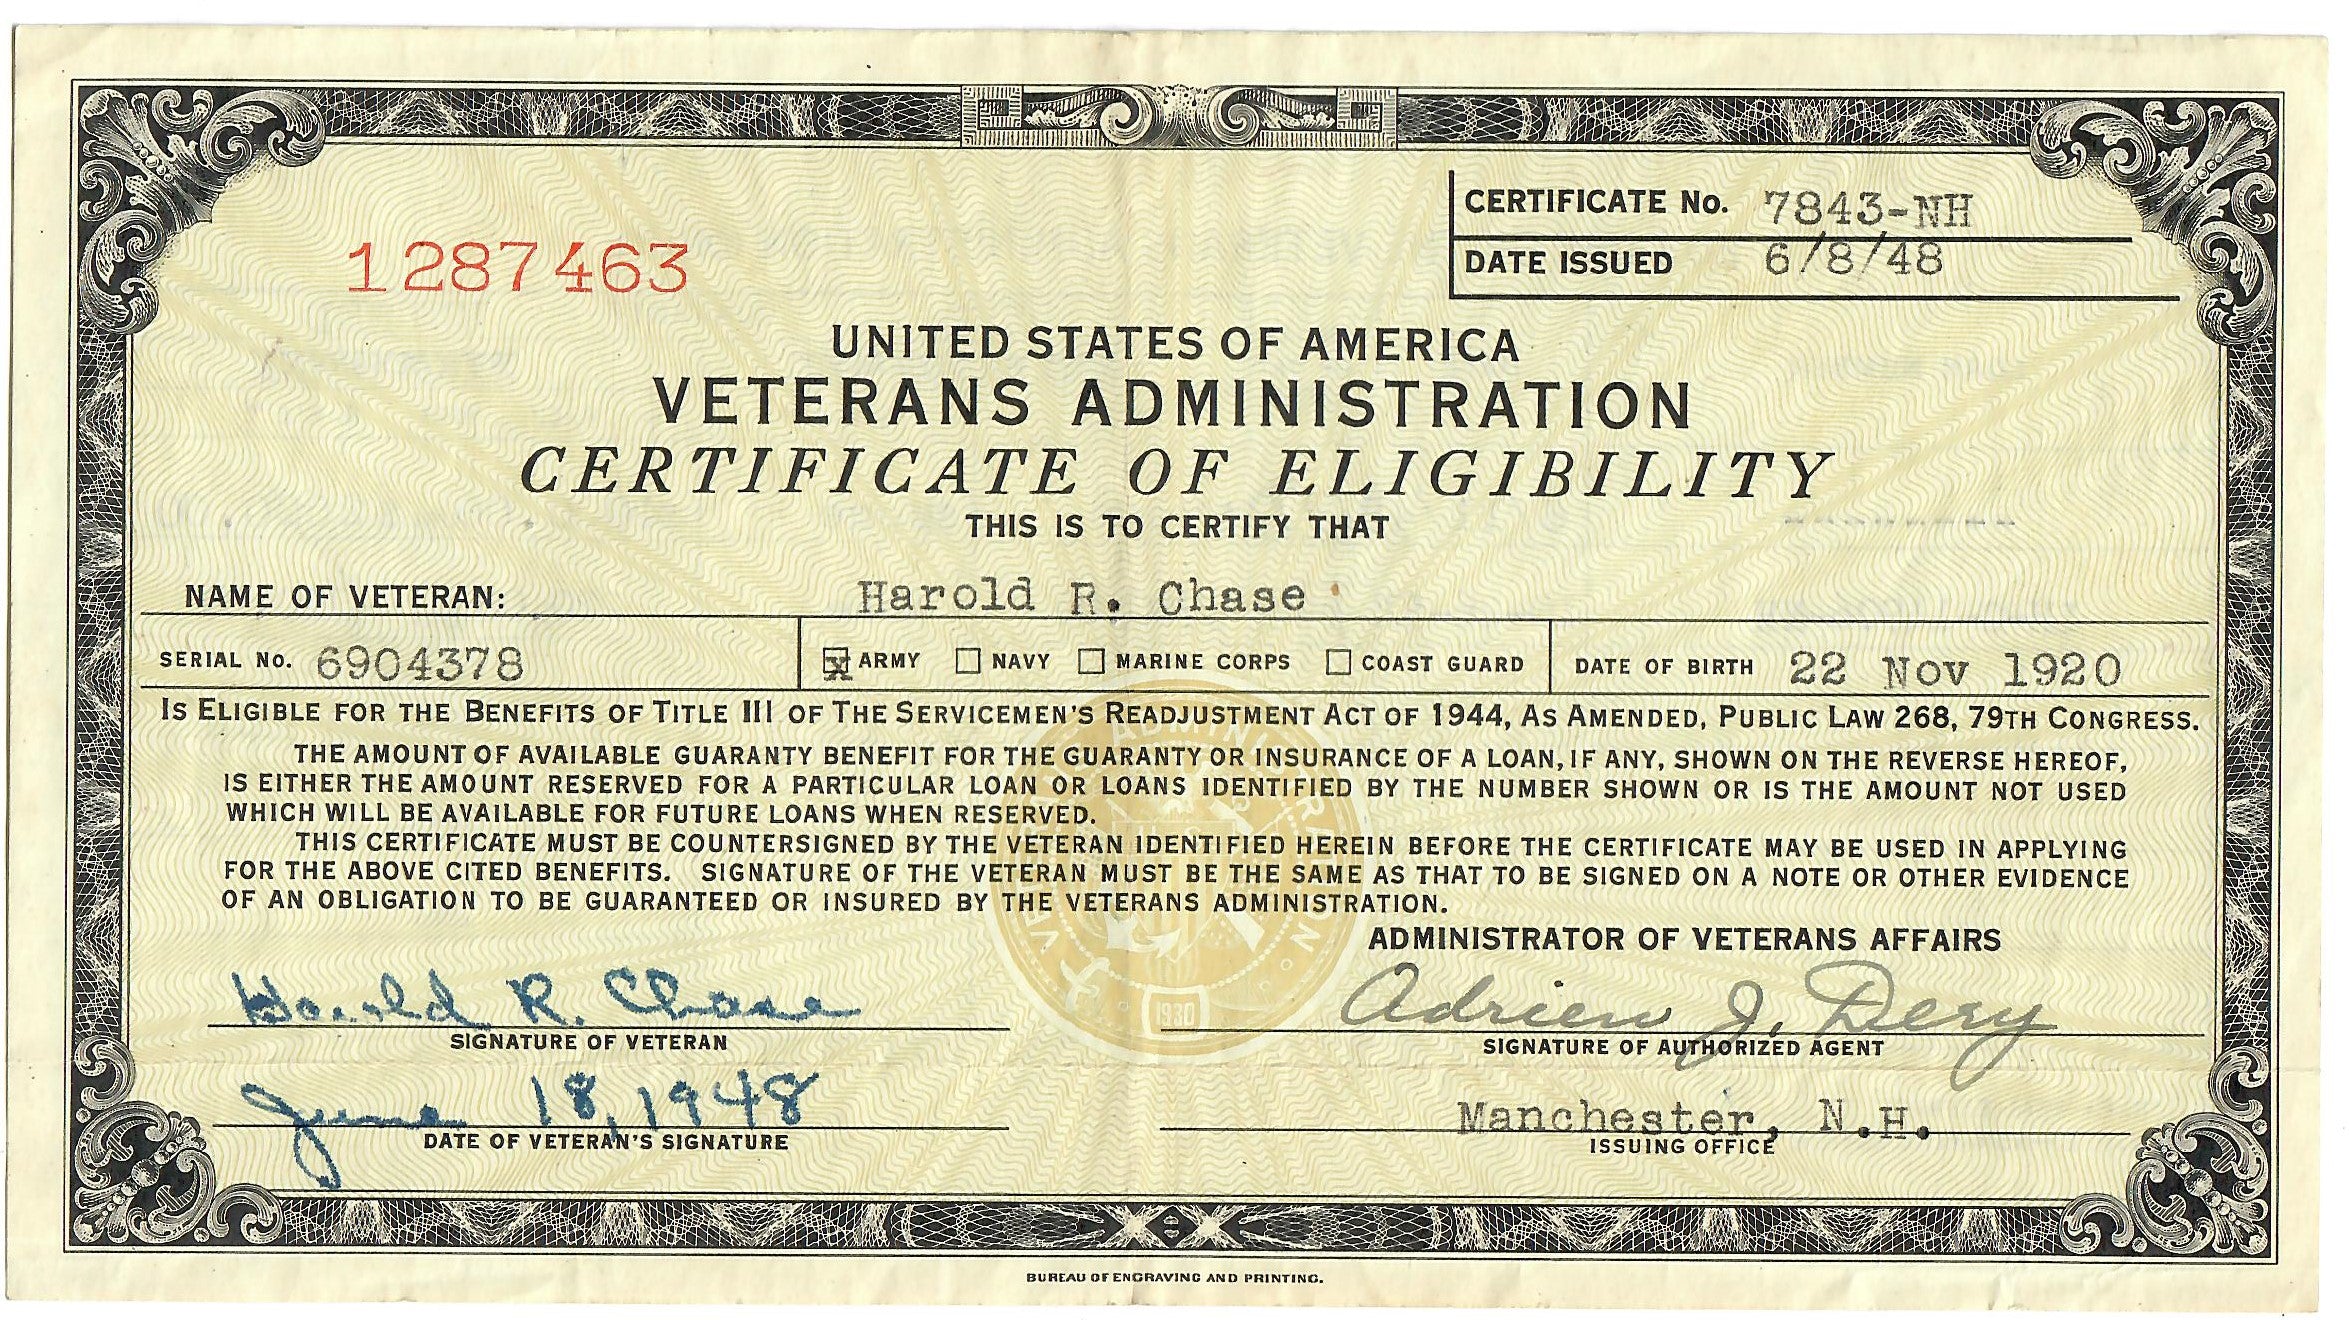 CERTIFICATE No. 7843-NH
1287463
DATE ISSUED 6/8/48
UNITED STATES OF AMERICA
VETERANS ADMINISTRATION
CERTIFICATE OF ELIGIBILITY
THIS IS TO CERTIFY THAT
NAME OF VETERAN: Harold R. Chase
SERIAL No. 6904378 x ARMY NAVY MARINE CORPS COAST GUARD DATE OF BIRTH 22 Nov 1920
IS ELIGIBLE FOR THE BENEFITS OF TITLE III OF THE SERVICEMEN'S READJUSTMENT ACT OF 1944, AS AMENDED, PUBLIC LAW 268, 79TH CONGRESS.
THE AMOUNT OF AVAILABLE GUARANTY BENEFIT FOR THE GUARANTY OR INSURANCE OF A LOAN, IF ANY, SHOWN ON THE REVERSE HEREOF,
IS EITHER THE AMOUNT RESERVED FOR A PARTICULAR LOAN OR LOANS IDENTIFIED BY THE NUMBER SHOWN OR IS THE AMOUNT NOT USED
WHICH WILL BE AVAILABLE FOR FUTURE LOANS WHEN RESERVED.
THIS CERTIFICATE MUST BE COUNTERSIGNED BY THE VETERAN IDENTIFIED HEREIN BEFORE THE CERTIFICATE MAY BE USED IN APPLYING
FOR THE ABOVE CITED BENEFITS. SIGNATURE OF THE VETERAN MUST BE THE SAME AS THAT TO BE SIGNED ON A NOTE OR OTHER EVIDENCE
OF AN OBLIGATION TO BE GUARANTEED OR INSURED BY THE VETERANS ADMINISTRATION.
VETERANS ADMINISTRATION
1930
ADMINISTRATOR OF VETERANS AFFAIRS
Harold R. Chase
SIGNATURE OF VETERAN
Adrien J. Dery
SIGNATURE OF AUTHORIZED AGENT
June 18, 1948
DATE OF VETERAN'S SIGNATURE
Manchester, N.H.
ISSUING OFFICE
BUREAU OF ENGRAVING AND PRINTING.